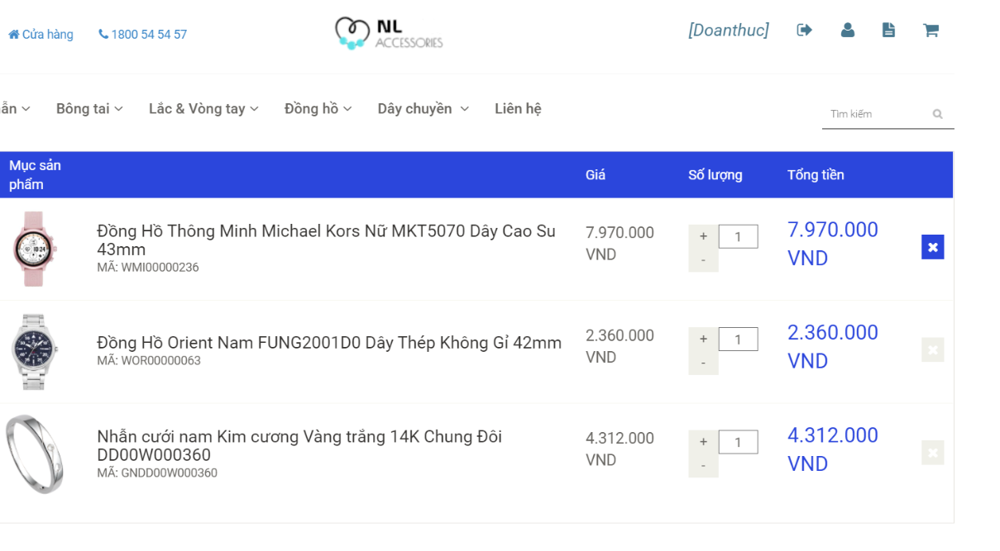 Cửa hàng 1800 54 54 57
NL
ACCESSORIES
[Doanthuc]
Bông tai Lắc & Vòng tay Đồng hồ Dây chuyền Liên hệ
Tìm kiếm
Mục sản
phẩm
Giá Số lượng Tổng tiền
Đồng Hồ Thông Minh Michael Kors Nữ MKT5070 Dây Cao Su
43mm
MÃ: WMI00000236
7.970.000
VND
+ 1
-
7.970.000
VND
Đồng Hồ Orient Nam FUNG2001D0 Dây Thép Không Gỉ 42mm
MÃ: WOR00000063
2.360.000
VND
+ 1
-
2.360.000
VND
Nhẫn cưới nam Kim cương Vàng trắng 14K Chung Đôi
DD00W000360
MÃ: GNDD00W000360
4.312.000
VND
+ 1
-
4.312.000
VND